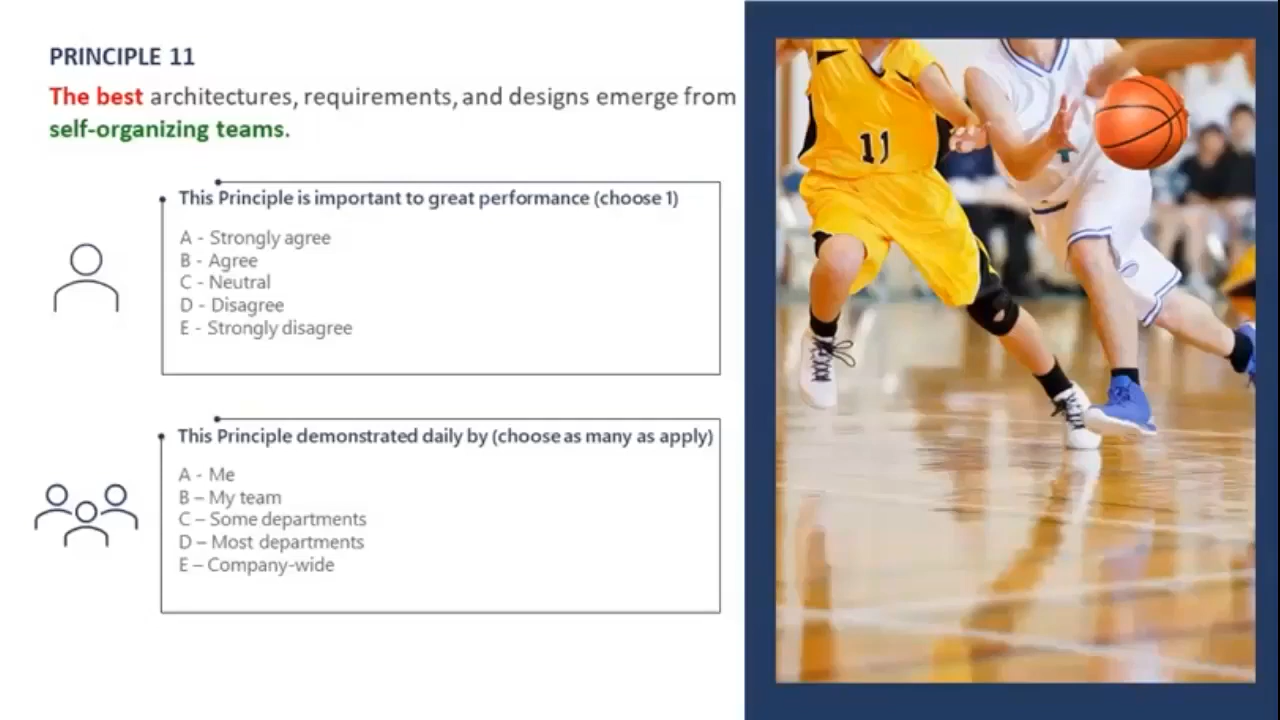 PRINCIPLE 11
The best architectures, requirements, and designs emerge from
self-organizing teams.
This Principle is important to great performance (choose 1)
A - Strongly agree
B - Agree
C - Neutral
D - Disagree
E - Strongly disagree
This Principle demonstrated daily by (choose as many as apply)
A - Me
B – My team
C – Some departments
D – Most departments
E – Company-wide
11